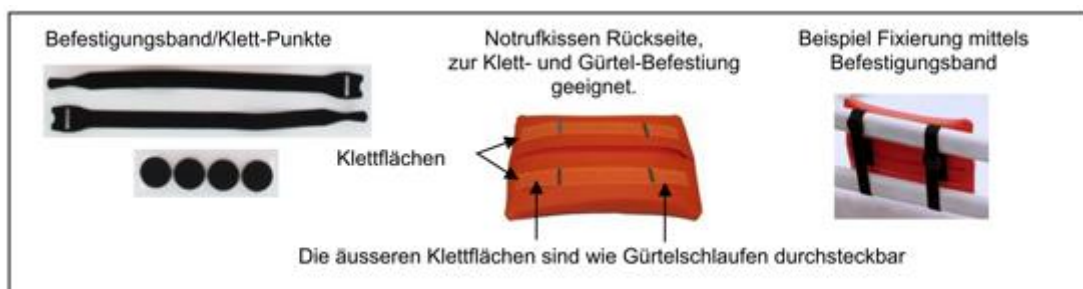 Befestigungsband/Klett-Punkte
Notrufkissen Rückseite,
zur Klett- und Gürtel-Befestiung
geeignet.
Beispiel Fixierung mittels
Befestigungsband
Klettflächen
Die äusseren Klettflächen sind wie Gürtelschlaufen durchsteckbar